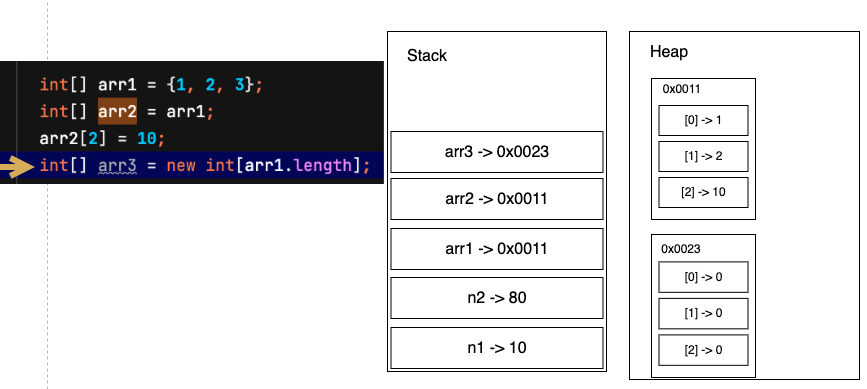 int[] arr1 = {1, 2, 3};
int[] arr2 = arr1;
arr2[2] = 10;
int[] arr3 = new int[arr1.length];
Stack
arr3 -> 0x0023
arr2 -> 0x0011
arr1 -> 0x0011
n2 -> 80
n1 -> 10
Heap
0x0011
[0] -> 1
[1] -> 2
[2] -> 10
0x0023
[0] -> 0
[1] -> 0
[2] -> 0